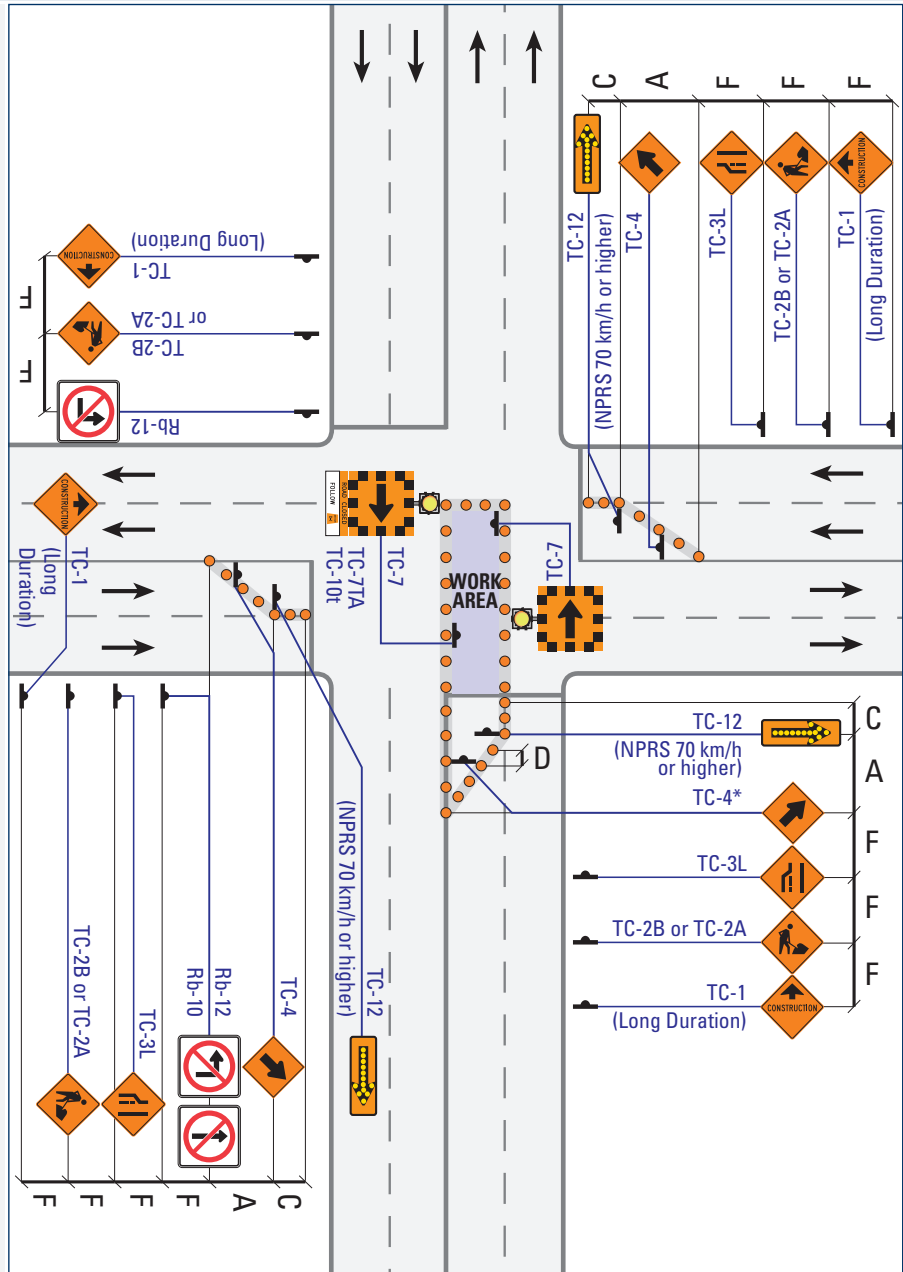 C
A
F
F
F
TC-12
(NPRS 70 km/h or higher)
TC-4
TC-3L
TC-2B or TC-2A
CONSTRUCTION
TC-1
(Long Duration)
CONSTRUCTION
TC-1
(Long Duration)
F
TC-2B
or TC-2A
F
Rb-12
CONSTRUCTION
TC-1
(Long
Duration)
ROAD CLOSED
FOLLOW
TC-7
TC-7TA
TC-10t
WORK
AREA
TC-7
D
TC-12
(NPRS 70 km/h
or higher)
TC-4*
TC-3L
TC-2B or TC-2A
TC-1
(Long Duration)
CONSTRUCTION
C
A
F
F
F
TC-12
(NPRS 70 km/h or higher)
TC-4
Rb-12
Rb-10
TC-3L
TC-2B or TC-2A
F
F
F
F
A
C